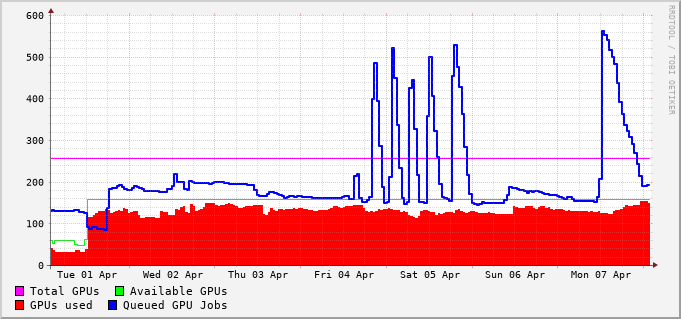 600
500
400
300
200
100
0
Tue 01 Apr Wed 02 Apr Thu 03 Apr Fri 04 Apr Sat 05 Apr Sun 06 Apr Mon 07 Apr
Total GPUs Available GPUs
GPUs used Queued GPU Jobs
RRDTOOL / TOBI OETIKER